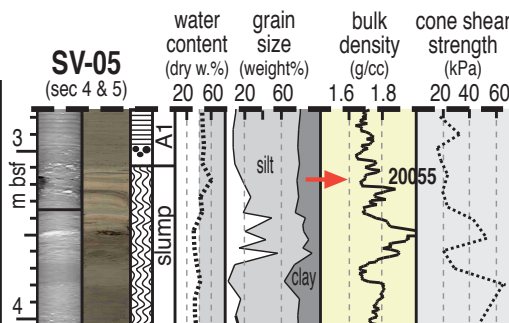 SV-05
(sec 4 & 5)
water
content
(dry w.%)
20 60
grain
size
(weight%)
20 60
bulk
density
(g/cc)
1.6 1.8
cone shear
strength
(kPa)
20 40 60
3
m bsf
4
A1
slump
silt
clay
20055